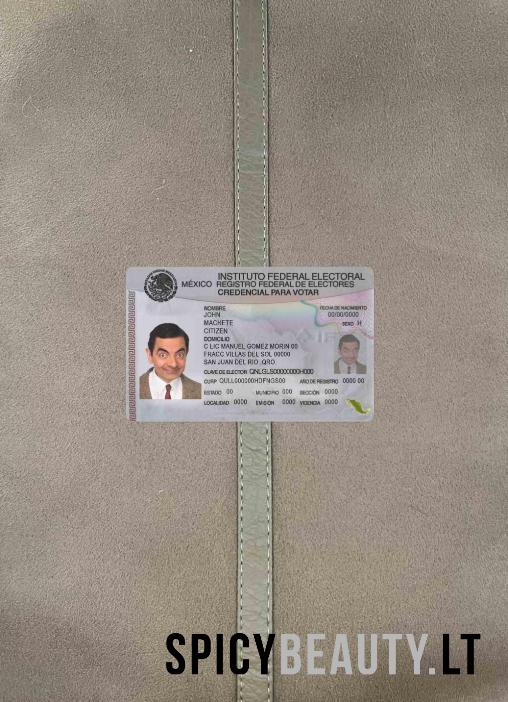 INSTITUTO FEDERAL ELECTORAL
MÉXICO REGISTRO FEDERAL DE ELECTORES
CREDENCIAL PARA VOTAR
NOMBRE
JOHN
MACHETE
CITIZEN
FECHA DE NACIMIENTO
00/00/0000
SEXO H
DOMICILIO
C LIC MANUEL GOMEZ MORIN 00
FRACC VILLAS DEL SOL 00000
SAN JUAN DEL RIO ,QRO.
CLAVE DE ELECTOR QNLGLS00000000H000
CURP QULL000000HDFNGS00 AÑO DE REGISTRO 0000 00
ESTADO 00 MUNICIPIO 000 SECCIÓN 0000
LOCALIDAD 0000 EMISIÓN 0000 VIGENCIA 0000
SPICYBEAUTY.LT